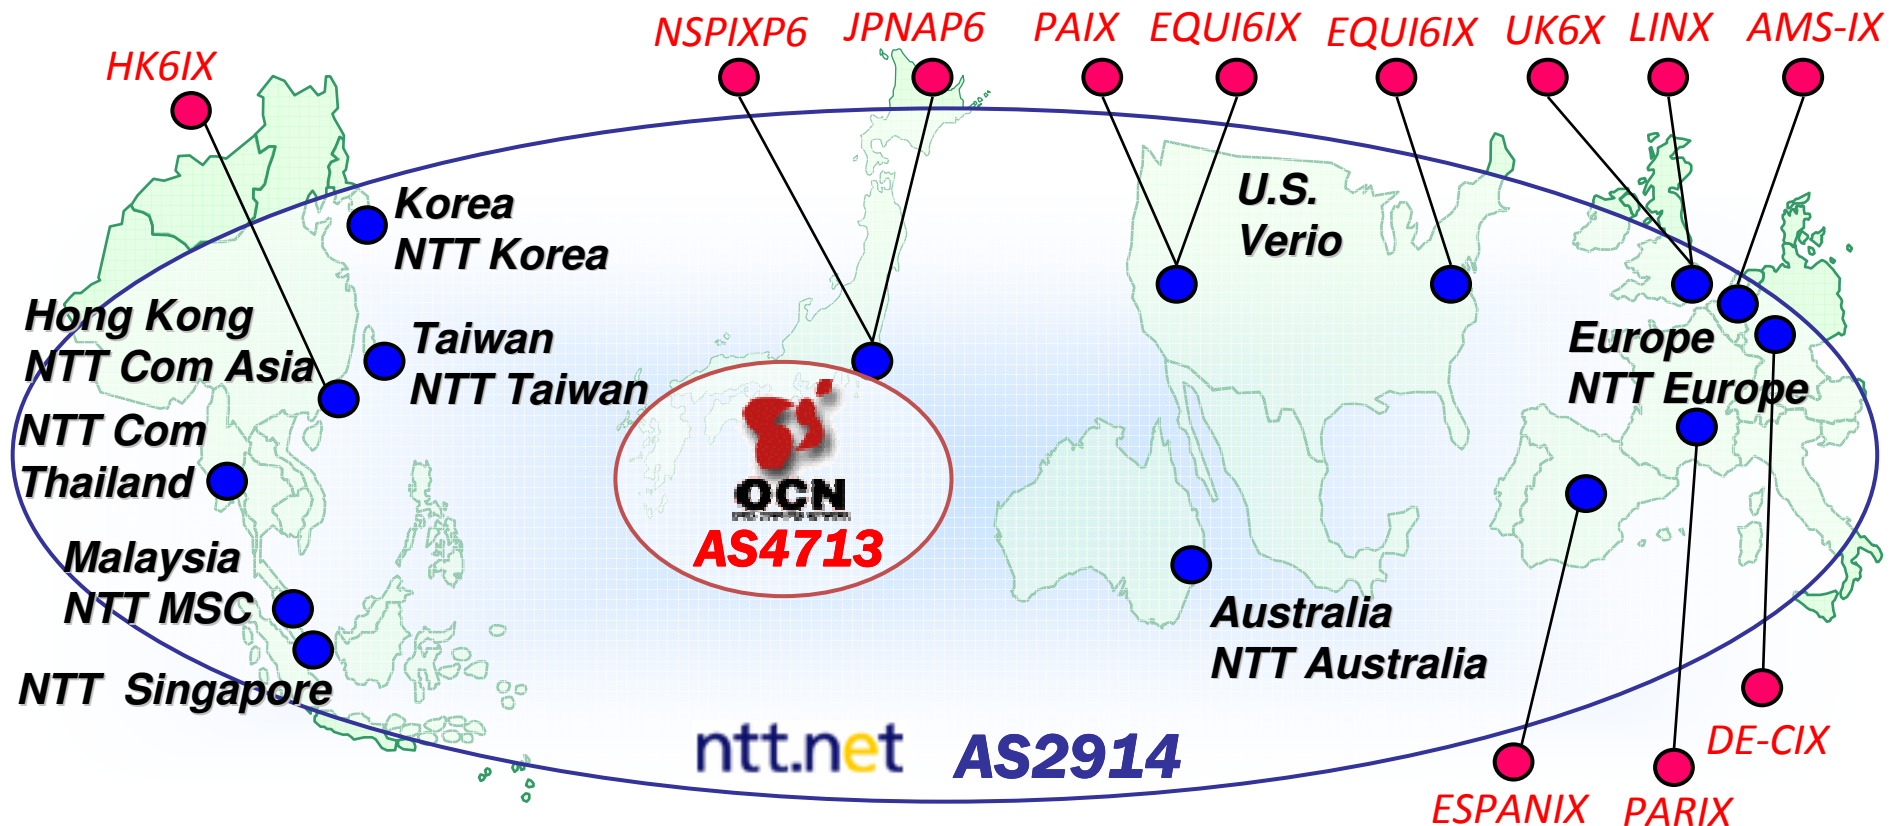 HK6IX
NSPIXP6
JPNAP6
PAIX
EQUI6IX
EQUI6IX
UK6X
LINX
AMS-IX
Korea
NTT Korea
U.S.
Verio
Hong Kong
NTT Com Asia
Taiwan
NTT Taiwan
Europe
NTT Europe
NTT Com
Thailand
OCN
AS4713
Malaysia
NTT MSC
Australia
NTT Australia
NTT Singapore
ntt.net
AS2914
DE-CIX
ESPANIX
PARIX